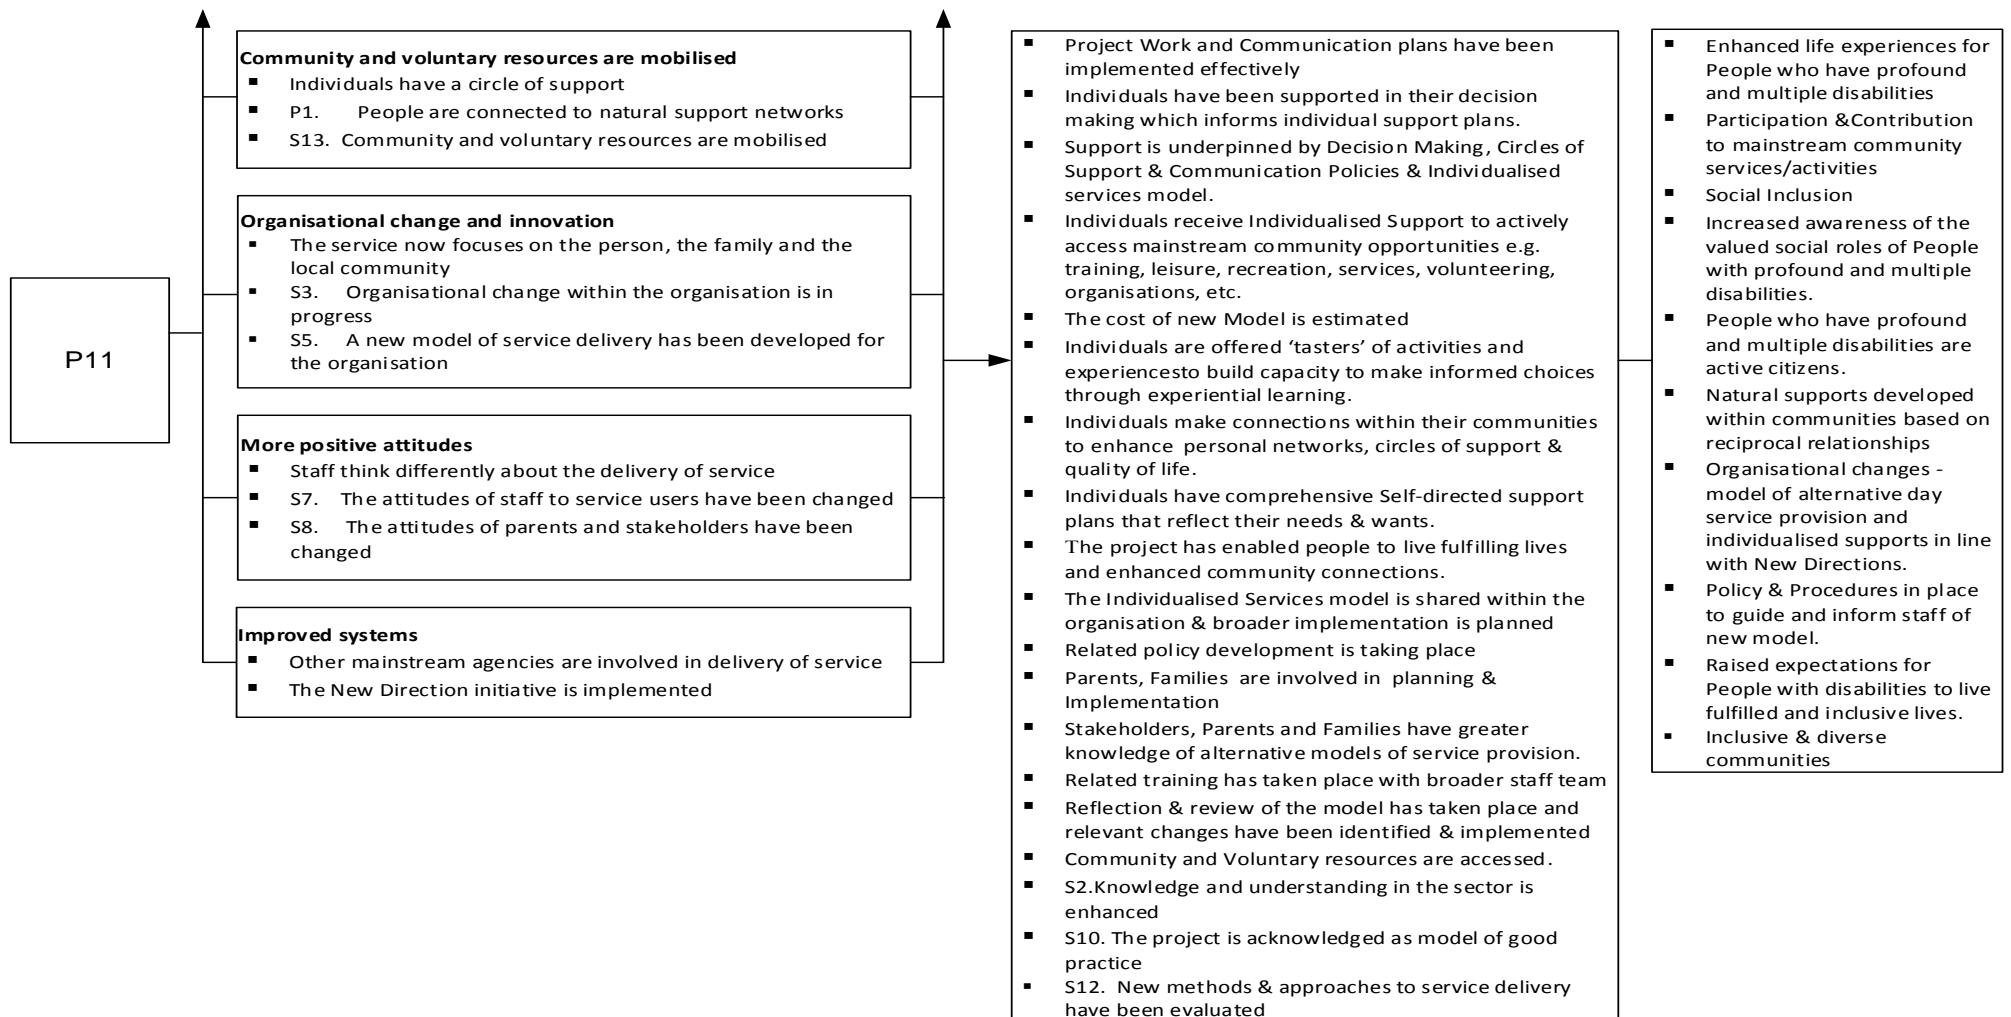 P11
Community and voluntary resources are mobilised
▪ Individuals have a circle of support
▪ P1. People are connected to natural support networks
▪ S13. Community and voluntary resources are mobilised
Organisational change and innovation
▪ The service now focuses on the person, the family and the
local community
▪ S3. Organisational change within the organisation is in
progress
▪ S5. A new model of service delivery has been developed for
the organisation
More positive attitudes
▪ Staff think differently about the delivery of service
▪ S7. The attitudes of staff to service users have been changed
▪ S8. The attitudes of parents and stakeholders have been
changed
Improved systems
▪ Other mainstream agencies are involved in delivery of service
▪ The New Direction initiative is implemented
▪ Project Work and Communication plans have been
implemented effectively
▪ Individuals have been supported in their decision
making which informs individual support plans.
▪ Support is underpinned by Decision Making, Circles of
Support & Communication Policies & Individualised
services model.
▪ Individuals receive Individualised Support to actively
access mainstream community opportunities e.g.
training, leisure, recreation, services, volunteering,
organisations, etc.
▪ The cost of new Model is estimated
▪ Individuals are offered ‘tasters’ of activities and
experiencesto build capacity to make informed choices
through experiential learning.
▪ Individuals make connections within their communities
to enhance personal networks, circles of support &
quality of life.
▪ Individuals have comprehensive Self-directed support
plans that reflect their needs & wants.
▪ The project has enabled people to live fulfilling lives
and enhanced community connections.
▪ The Individualised Services model is shared within the
organisation & broader implementation is planned
▪ Related policy development is taking place
▪ Parents, Families are involved in planning &
Implementation
▪ Stakeholders, Parents and Families have greater
knowledge of alternative models of service provision.
▪ Related training has taken place with broader staff team
▪ Reflection & review of the model has taken place and
relevant changes have been identified & implemented
▪ Community and Voluntary resources are accessed.
▪ S2.Knowledge and understanding in the sector is
enhanced
▪ S10. The project is acknowledged as model of good
practice
▪ S12. New methods & approaches to service delivery
have been evaluated
▪ Enhanced life experiences for
People who have profound
and multiple disabilities
▪ Participation &Contribution
to mainstream community
services/activities
▪ Social Inclusion
▪ Increased awareness of the
valued social roles of People
with profound and multiple
disabilities.
▪ People who have profound
and multiple disabilities are
active citizens.
▪ Natural supports developed
within communities based on
reciprocal relationships
▪ Organisational changes -
model of alternative day
service provision and
individualised supports in line
with New Directions.
▪ Policy & Procedures in place
to guide and inform staff of
new model.
▪ Raised expectations for
People with disabilities to live
fulfilled and inclusive lives.
▪ Inclusive & diverse
communities